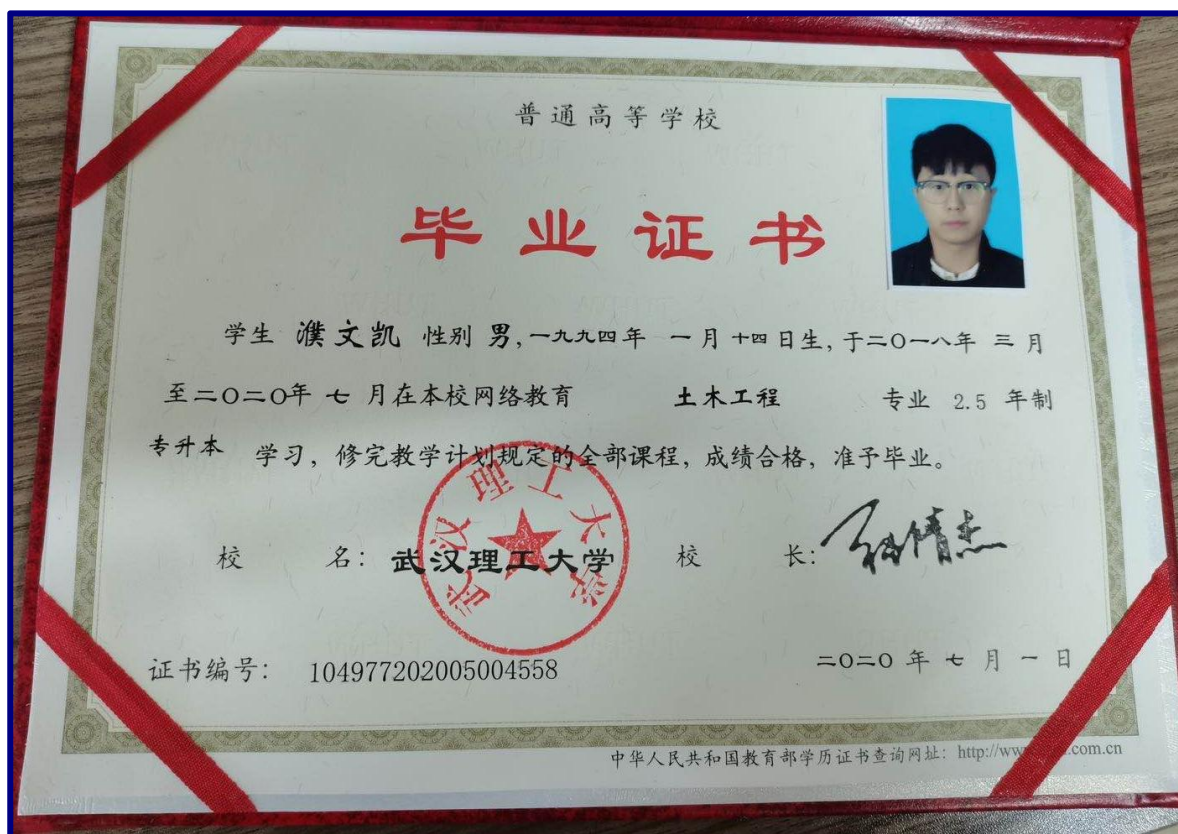 普通高等学校
毕业证书
学生 濮文凯 性别 男,一九九四年 一月十四日生,于二〇一八年 三月
至二〇二〇年 七 月在本校网络教育 土木工程 专业 2.5 年制
专升本 学习,修完教学计划规定的全部课程,成绩合格,准予毕业。
武汉理工大学
校 名: 武汉理工大学 校 长:
证书编号: 104977202005004558 二〇二〇 年 七 月 一 日
中华人民共和国教育部学历证书查询网址: http://www. .com.cn